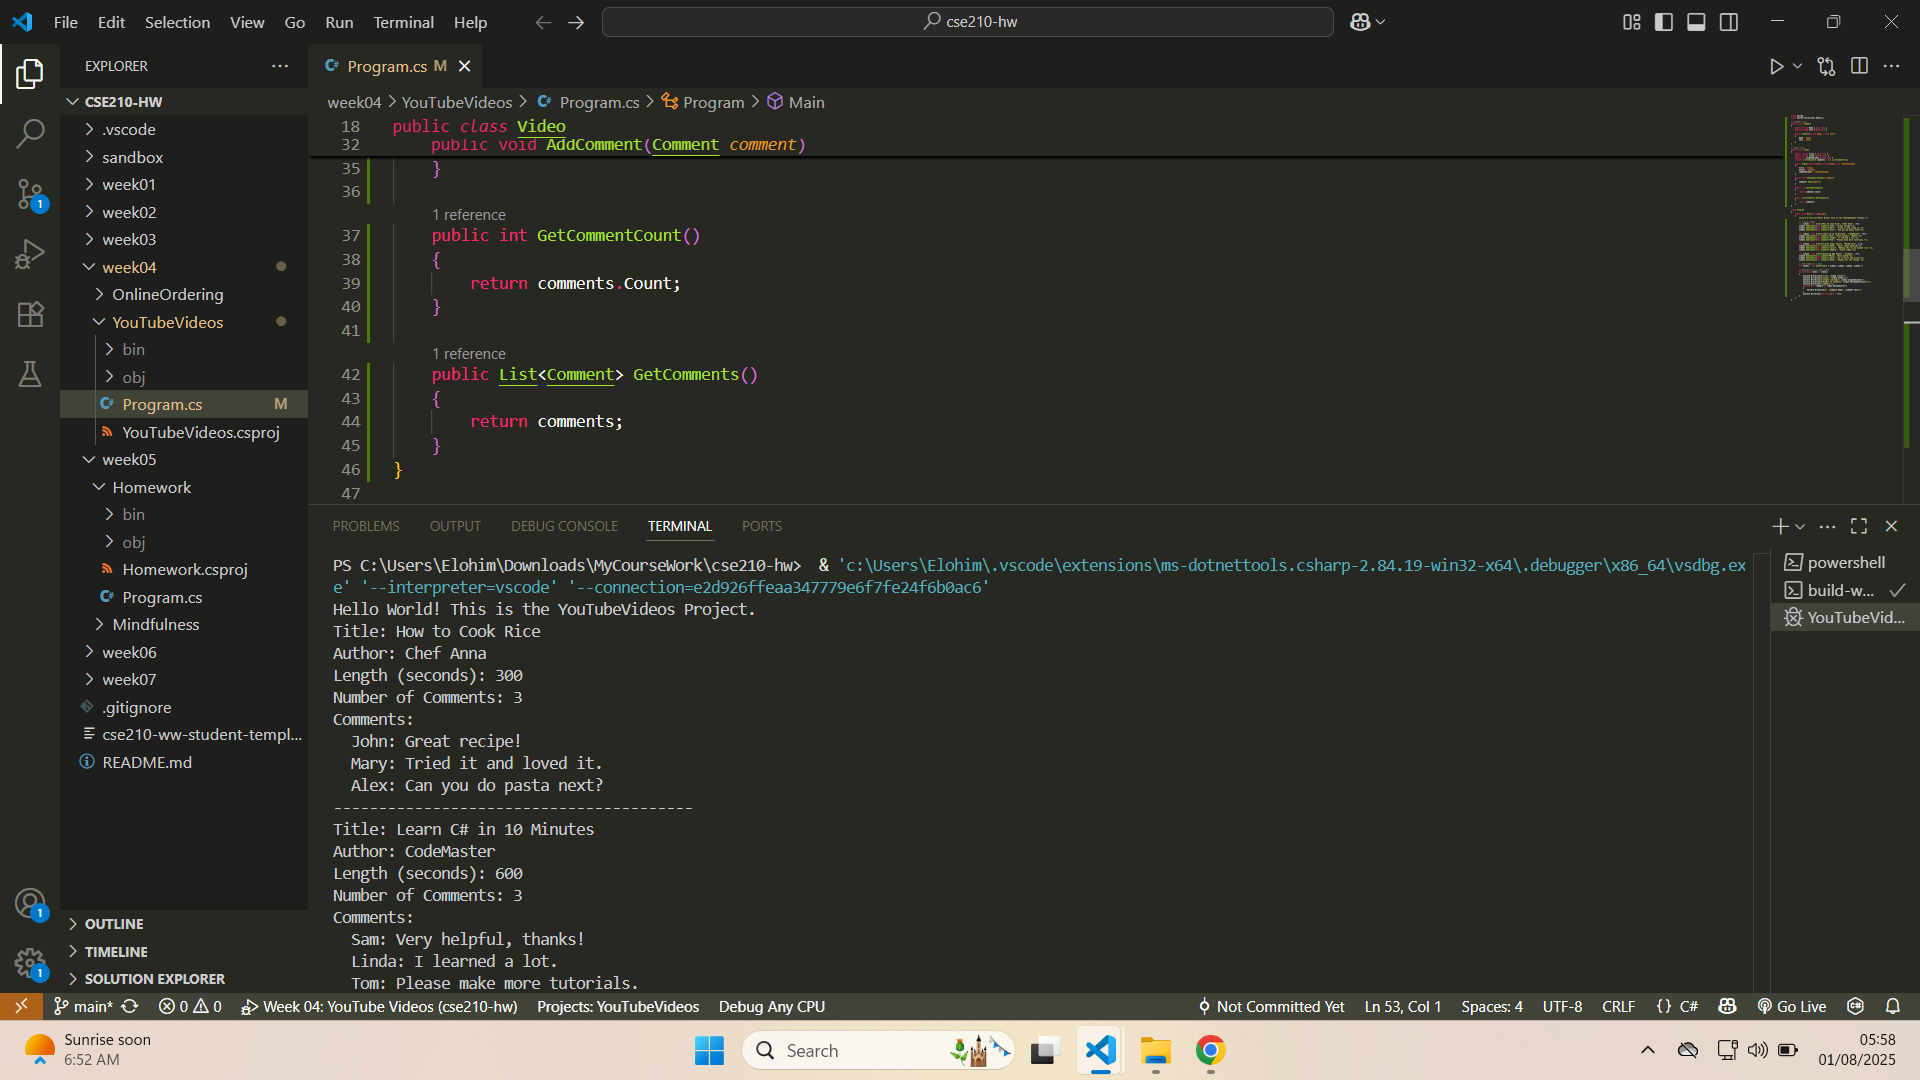 File Edit Selection View Go Run Terminal Help
cse210-hw
EXPLORER
CSE210-HW
.vscode
sandbox
week01
week02
week03
week04
OnlineOrdering
YouTubeVideos
bin
obj
Program.cs M
YouTubeVideos.csproj
week05
Homework
bin
obj
Homework.csproj
Program.cs
Mindfulness
week06
week07
.gitignore
cse210-ww-student-templ...
README.md
OUTLINE
TIMELINE
SOLUTION EXPLORER
1
1
1
Program.cs M
week04 > YouTubeVideos > Program.cs > Program > Main
18 public class Video
32 public void AddComment(Comment comment)
35 }
36
1 reference
37 public int GetCommentCount()
38 {
39 return comments.Count;
40 }
41
1 reference
42 public List<Comment> GetComments()
43 {
44 return comments;
45 }
46 }
47
PROBLEMS OUTPUT DEBUG CONSOLE TERMINAL PORTS
PS C:\Users\Elohim\Downloads\MyCourseWork\cse210-hw>  & 'c:\Users\Elohim\.vscode\extensions\ms-dotnettools.csharp-2.84.19-win32-x64\.debugger\x86_64\vsdbg.ex
e' '--interpreter=vscode' '--connection=e2d926ffeaa347779e6f7fe24f6b0ac6'
Hello World! This is the YouTubeVideos Project.
Title: How to Cook Rice
Author: Chef Anna
Length (seconds): 300
Number of Comments: 3
Comments:
John: Great recipe!
Mary: Tried it and loved it.
Alex: Can you do pasta next?
----------------------------------------
Title: Learn C# in 10 Minutes
Author: CodeMaster
Length (seconds): 600
Number of Comments: 3
Comments:
Sam: Very helpful, thanks!
Linda: I learned a lot.
Tom: Please make more tutorials.
powershell
build-w...
YouTubeVid...
main* 0 0 Week 04: YouTube Videos (cse210-hw) Projects: YouTubeVideos Debug Any CPU Not Committed Yet Ln 53, Col 1 Spaces: 4 UTF-8 CRLF {} C# Go Live
Sunrise soon
6:52 AM
Search
05:58
01/08/2025